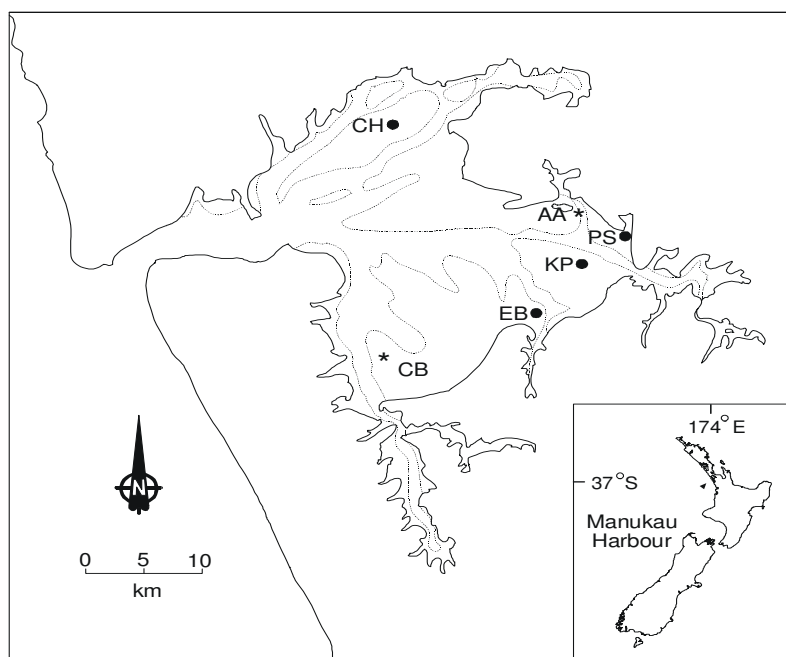 CH
AA *
PS
KP
EB
* CB
N
0 5 10
km
174°E
37°S
Manukau
Harbour